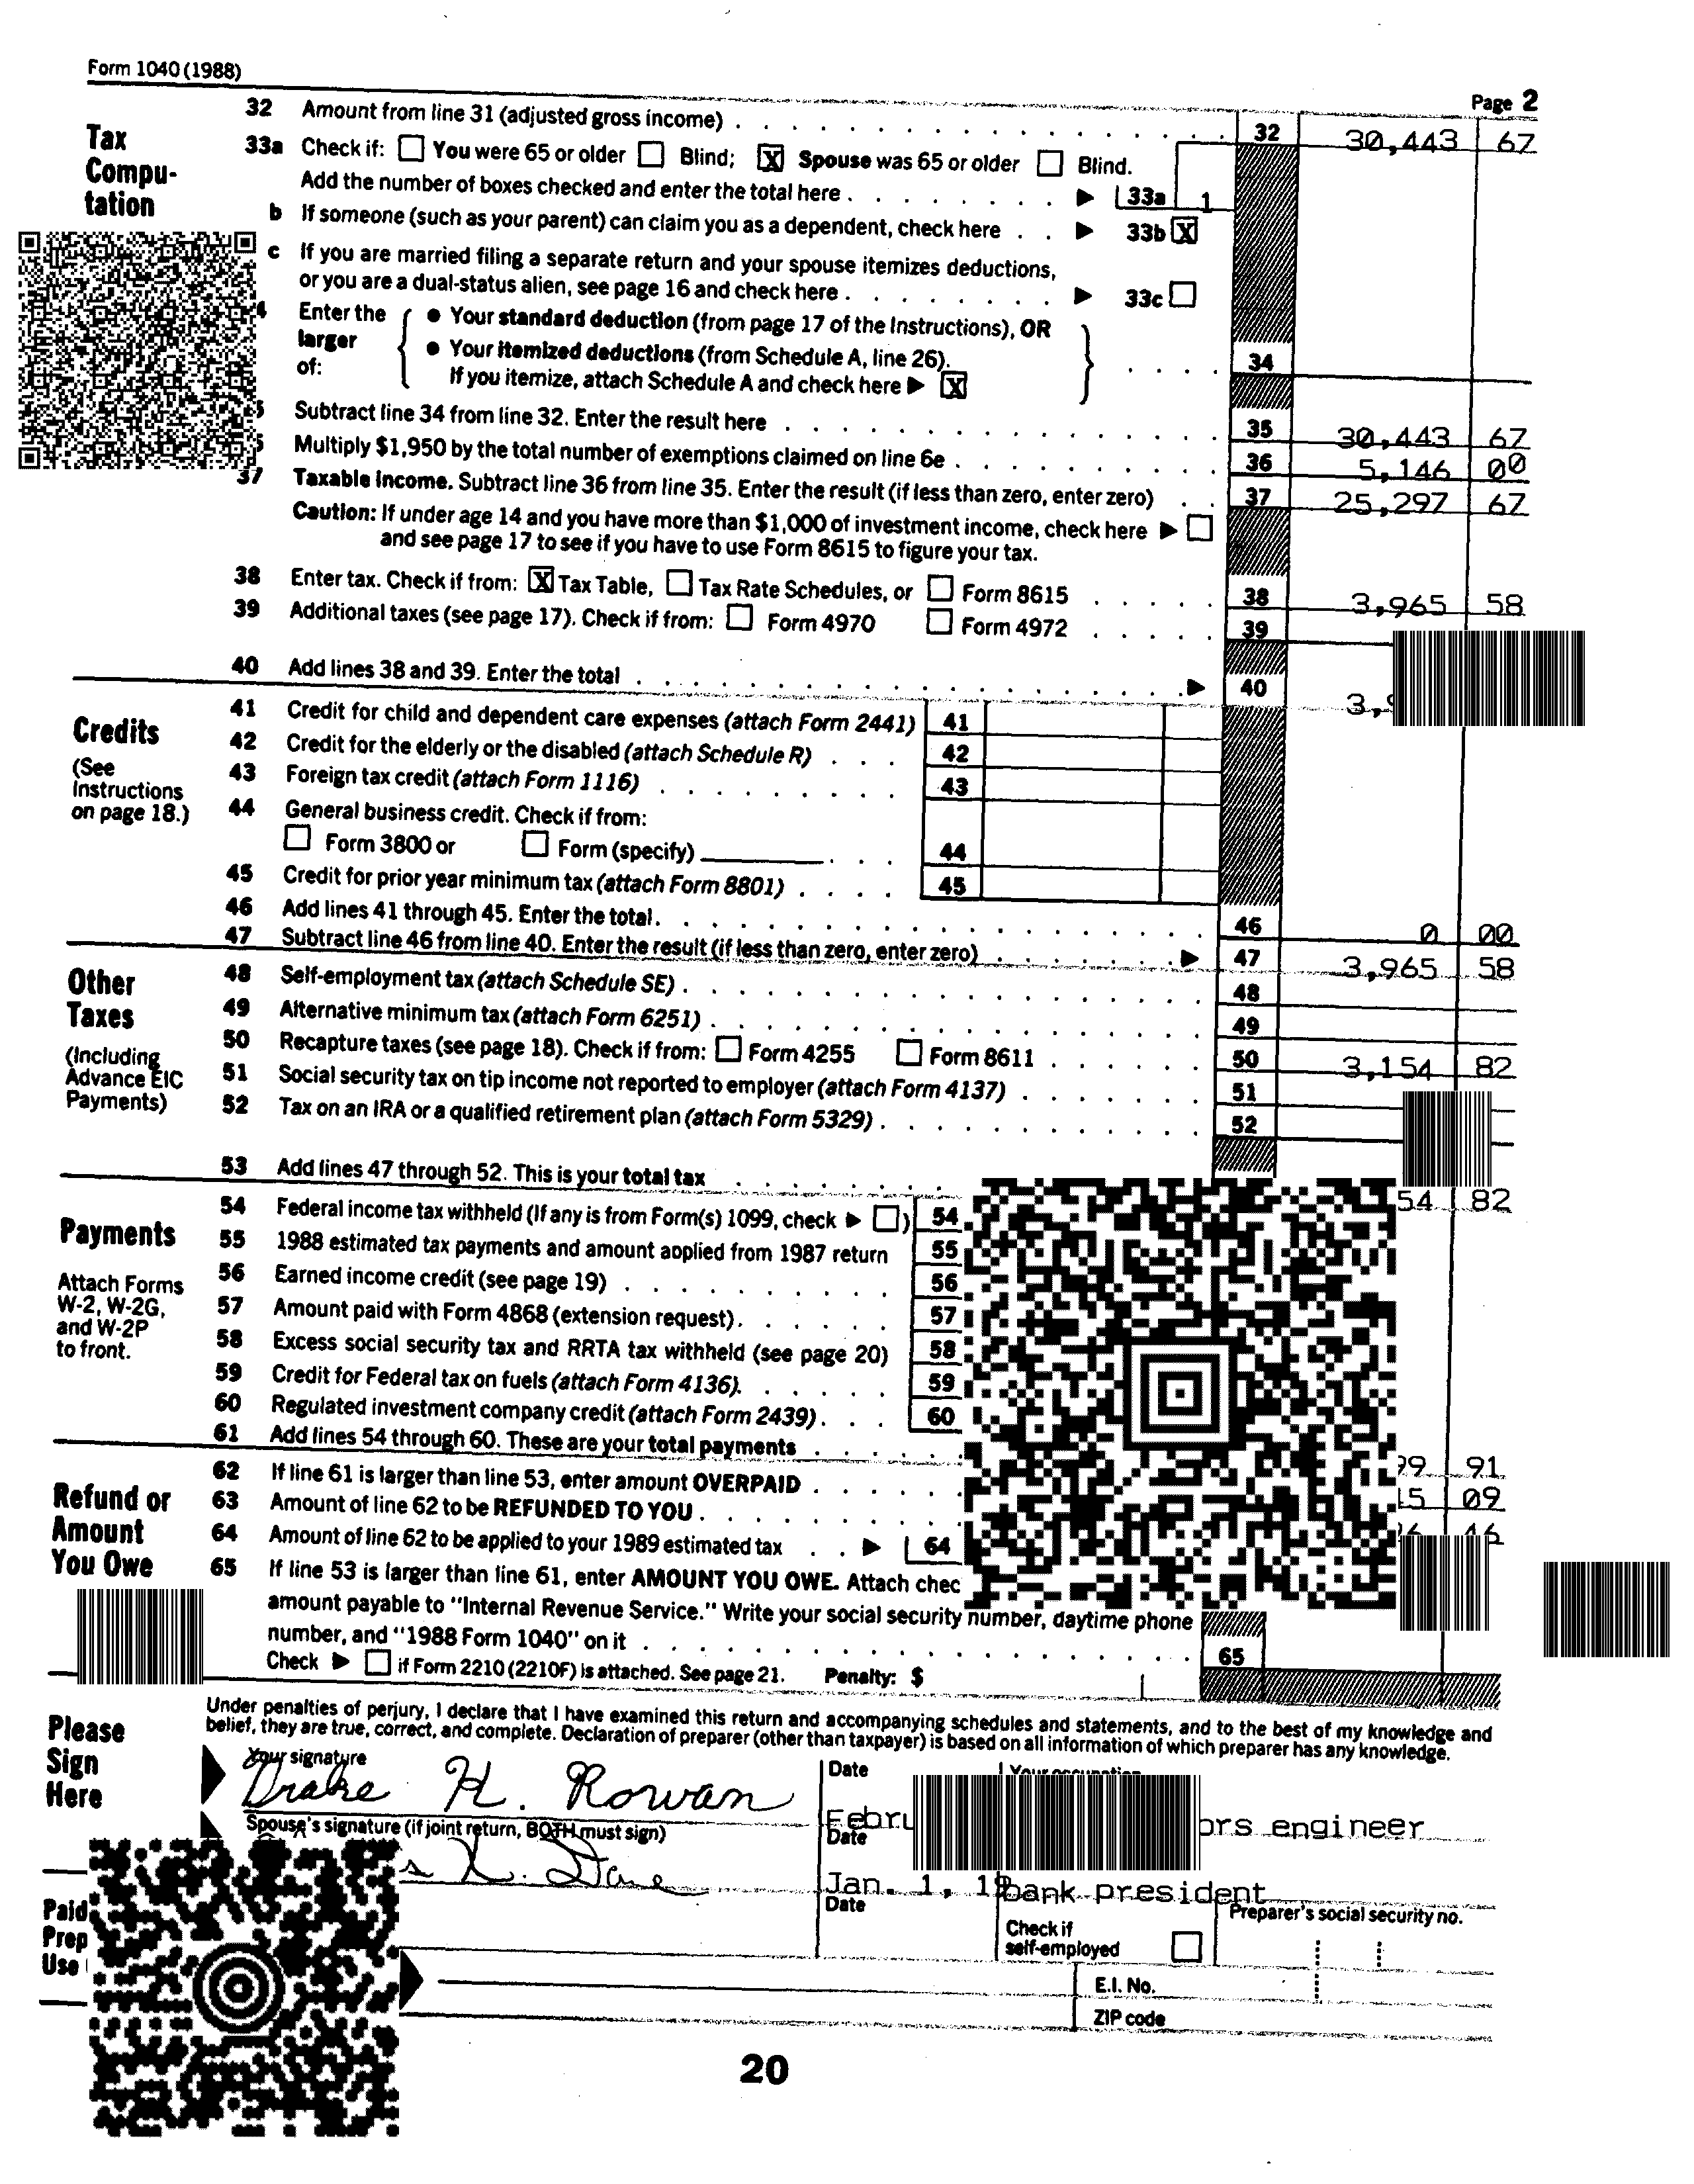 Form 1040 (1988)
Page 2
Tax Compu- tation
32 Amount from line 31 (adjusted gross income) 32 30,443 67
33a Check if: You were 65 or older Blind; X Spouse was 65 or older Blind.
Add the number of boxes checked and enter the total here 33a 1
b If someone (such as your parent) can claim you as a dependent, check here 33b X
c If you are married filing a separate return and your spouse itemizes deductions,
or you are a dual-status alien, see page 16 and check here 33c
Enter the larger of:
• Your standard deduction (from page 17 of the Instructions), OR
• Your itemized deductions (from Schedule A, line 26).
If you itemize, attach Schedule A and check here X
34
Subtract line 34 from line 32. Enter the result here 35 30,443 67
Multiply $1,950 by the total number of exemptions claimed on line 6e 36 5,146 00
37 Taxable income. Subtract line 36 from line 35. Enter the result (if less than zero, enter zero) 37 25,297 67
Caution: If under age 14 and you have more than $1,000 of investment income, check here
and see page 17 to see if you have to use Form 8615 to figure your tax.
38 Enter tax. Check if from: X Tax Table, Tax Rate Schedules, or Form 8615 38 3,965 58
39 Additional taxes (see page 17). Check if from: Form 4970 Form 4972 39
40 Add lines 38 and 39. Enter the total 40
Credits
(See Instructions on page 18.)
41 Credit for child and dependent care expenses (attach Form 2441) 41
42 Credit for the elderly or the disabled (attach Schedule R) 42
43 Foreign tax credit (attach Form 1116) 43
44 General business credit. Check if from:
Form 3800 or Form (specify) 44
45 Credit for prior year minimum tax (attach Form 8801) 45
46 Add lines 41 through 45. Enter the total. 46 0 00
47 Subtract line 46 from line 40. Enter the result (if less than zero, enter zero) 47 3,965 58
Other Taxes
(Including Advance EIC Payments)
48 Self-employment tax (attach Schedule SE) 48
49 Alternative minimum tax (attach Form 6251) 49
50 Recapture taxes (see page 18). Check if from: Form 4255 Form 8611 50 3,154 82
51 Social security tax on tip income not reported to employer (attach Form 4137) 51
52 Tax on an IRA or a qualified retirement plan (attach Form 5329) 52
53 Add lines 47 through 52. This is your total tax 54 82
Payments
Attach Forms W-2, W-2G, and W-2P to front.
54 Federal income tax withheld (If any is from Form(s) 1099, check ) 54
55 1988 estimated tax payments and amount applied from 1987 return 55
56 Earned income credit (see page 19) 56
57 Amount paid with Form 4868 (extension request) 57
58 Excess social security tax and RRTA tax withheld (see page 20) 58
59 Credit for Federal tax on fuels (attach Form 4136) 59
60 Regulated investment company credit (attach Form 2439) 60
61 Add lines 54 through 60. These are your total payments 99 91
Refund or Amount You Owe
62 If line 61 is larger than line 53, enter amount OVERPAID 15 09
63 Amount of line 62 to be REFUNDED TO YOU
64 Amount of line 62 to be applied to your 1989 estimated tax 64
65 If line 53 is larger than line 61, enter AMOUNT YOU OWE. Attach
amount payable to "Internal Revenue Service." Write your social security number, daytime phone
number, and "1988 Form 1040" on it 65
Check if Form 2210 (2210F) is attached. See page 21. Penalty: $
Please Sign Here
Under penalties of perjury, I declare that I have examined this return and accompanying schedules and statements, and to the best of my knowledge and
belief, they are true, correct, and complete. Declaration of preparer (other than taxpayer) is based on all information of which preparer has any knowledge.
Your signature Date
Drake H. Rowan engineer
Spouse's signature (if joint return, BOTH must sign) Date
K. Dane Jan. 1, bank president
Paid
Date
Check if self-employed
Preparer's social security no.
E.I. No.
ZIP code
20